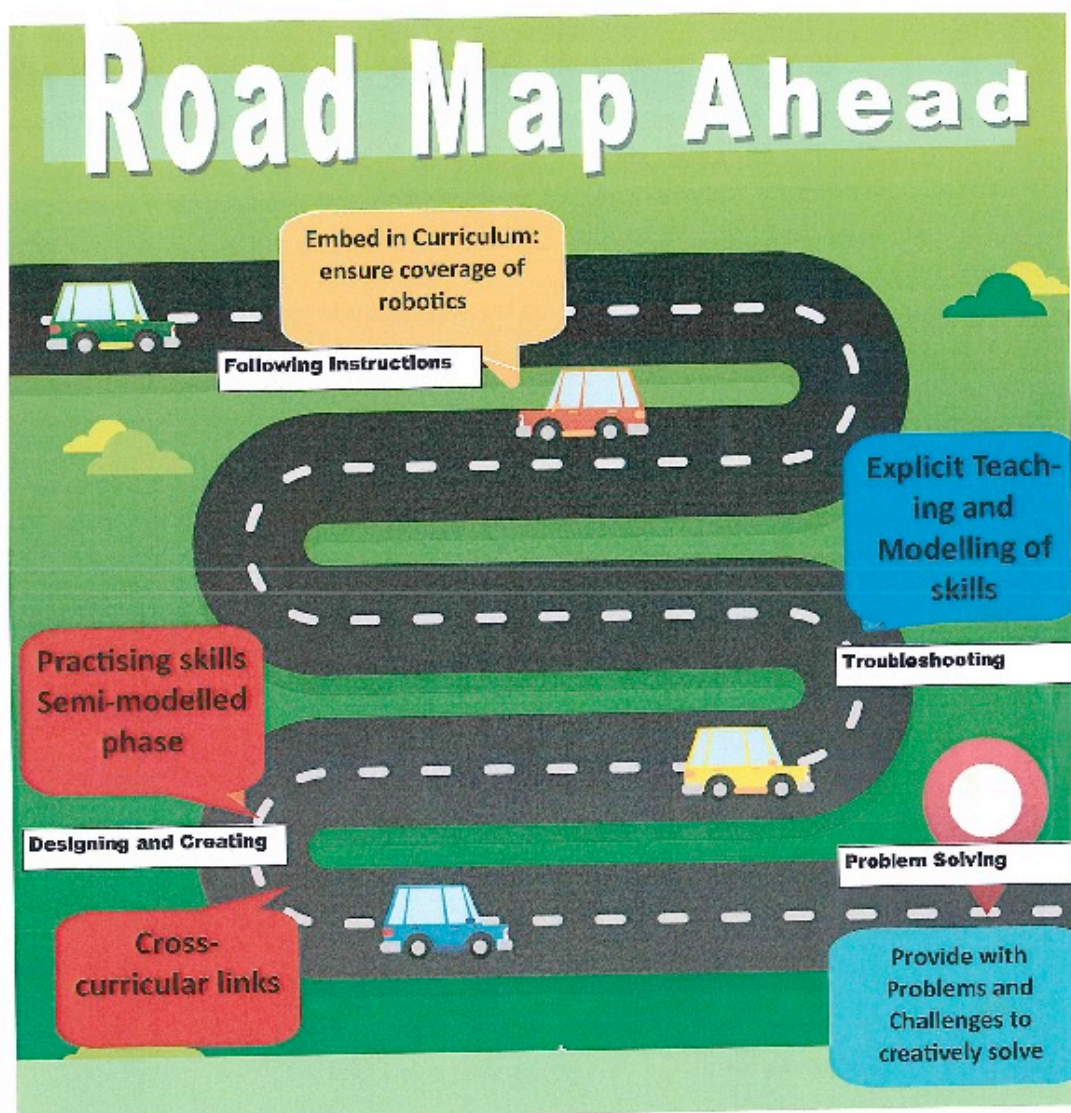 Road Map Ahead
Embed in Curriculum:
ensure coverage of
robotics
Following Instructions
Explicit Teach-
ing and
Modelling of
skills
Troubleshooting
Practising skills
Semi-modelled
phase
Designing and Creating
Cross-
curricular links
Problem Solving
Provide with
Problems and
Challenges to
creatively solve